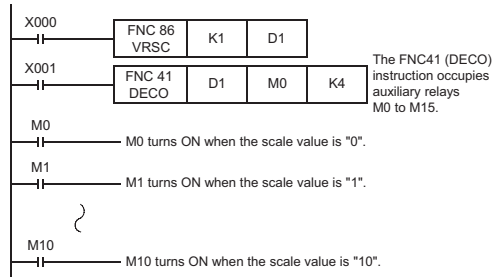 X000
FNC 86
VRSC
K1
D1
X001
FNC 41
DECO
D1
M0
K4
The FNC41 (DECO)
instruction occupies
auxiliary relays
M0 to M15.
M0
M0 turns ON when the scale value is "0".
M1
M1 turns ON when the scale value is "1".
M10
M10 turns ON when the scale value is "10".